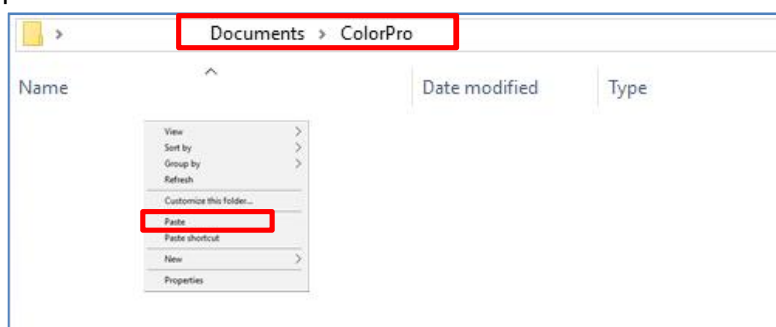 > Documents > ColorPro
Name Date modified Type
View >
Sort by >
Group by >
Refresh
Customize this folder...
Paste
Paste shortcut
New >
Properties